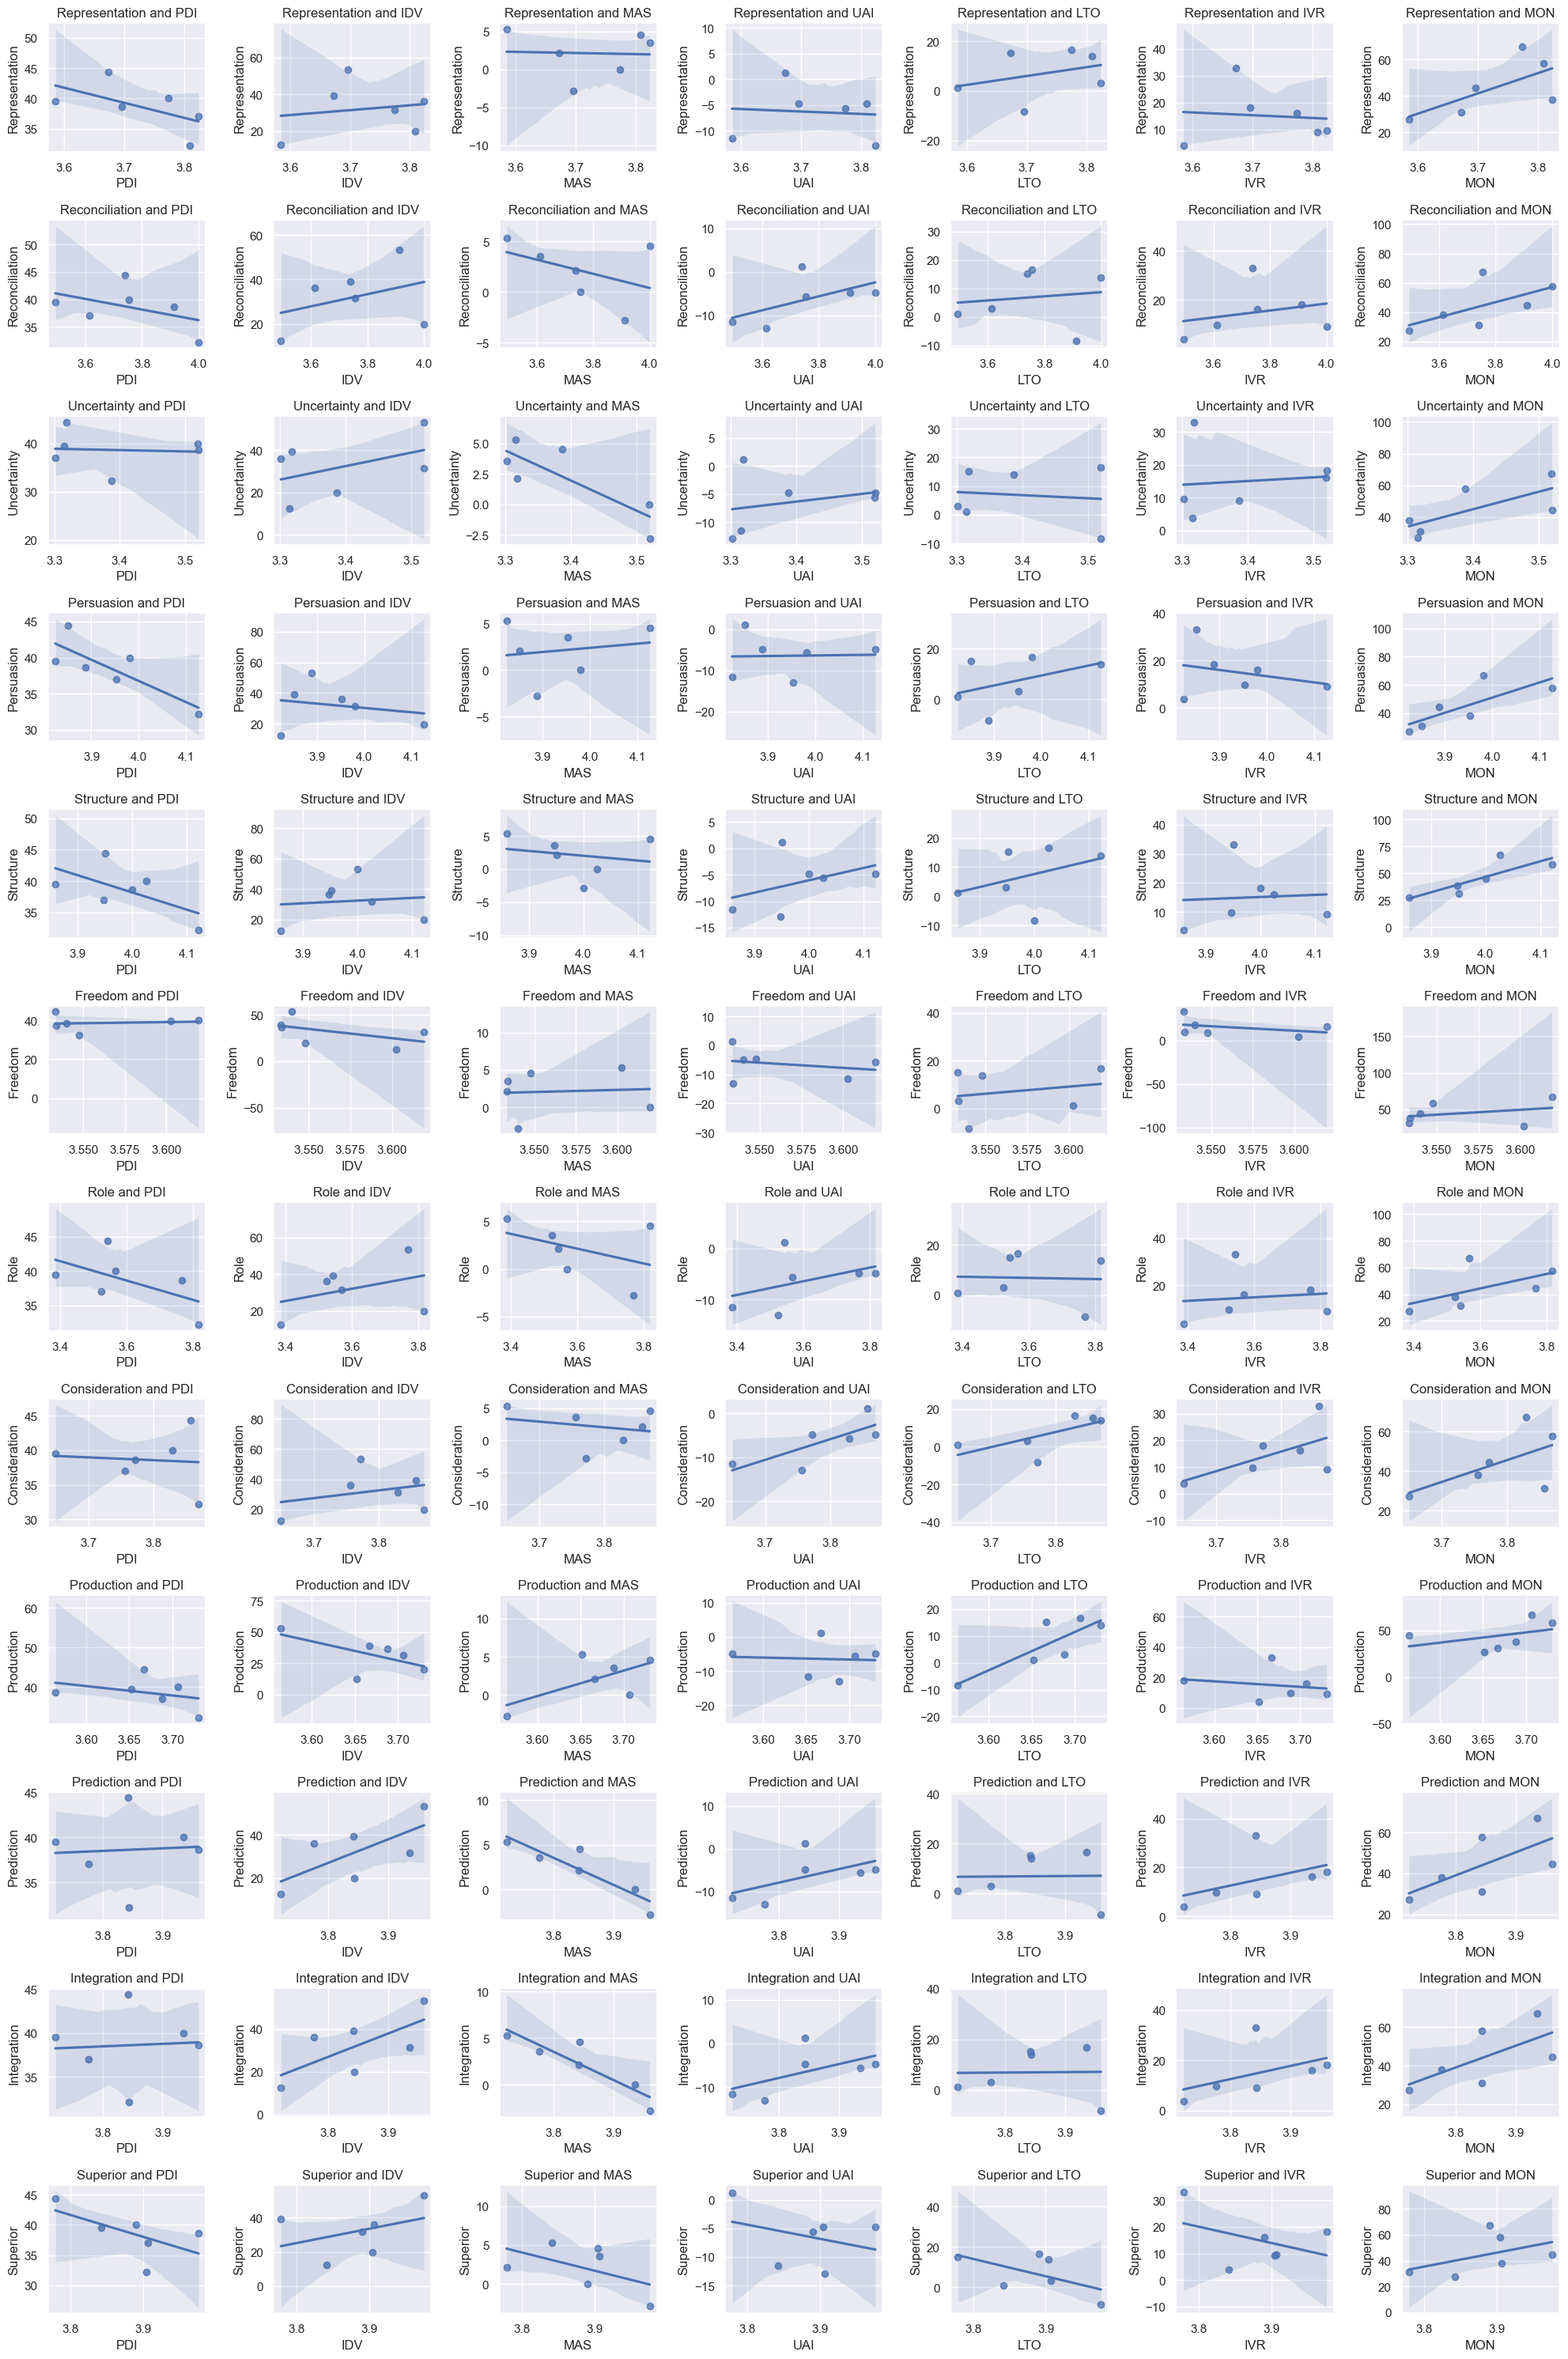 Representation and PDI Representation and IDV Representation and MAS Representation and UAI Representation and LTO Representation and IVR Representation and MON
Representation Representation Representation Representation Representation Representation Representation
50 45 40 35 60 40 20 5 0 −5 −10 10 5 0 −5 −10 20 0 −20 40 30 20 10 60 40 20
3.6 3.7 3.8 3.6 3.7 3.8 3.6 3.7 3.8 3.6 3.7 3.8 3.6 3.7 3.8 3.6 3.7 3.8 3.6 3.7 3.8
PDI IDV MAS UAI LTO IVR MON
Reconciliation and PDI Reconciliation and IDV Reconciliation and MAS Reconciliation and UAI Reconciliation and LTO Reconciliation and IVR Reconciliation and MON
Reconciliation Reconciliation Reconciliation Reconciliation Reconciliation Reconciliation Reconciliation
50 45 40 35 60 40 20 5 0 −5 10 0 −10 30 20 10 0 −10 40 20 100 80 60 40 20
3.6 3.8 4.0 3.6 3.8 4.0 3.6 3.8 4.0 3.6 3.8 4.0 3.6 3.8 4.0 3.6 3.8 4.0 3.6 3.8 4.0
PDI IDV MAS UAI LTO IVR MON
Uncertainty and PDI Uncertainty and IDV Uncertainty and MAS Uncertainty and UAI Uncertainty and LTO Uncertainty and IVR Uncertainty and MON
Uncertainty Uncertainty Uncertainty Uncertainty Uncertainty Uncertainty Uncertainty
40 30 20 40 20 0 5.0 2.5 0.0 −2.5 5 0 −5 −10 30 20 10 0 −10 30 20 10 0 100 80 60 40
3.3 3.4 3.5 3.3 3.4 3.5 3.3 3.4 3.5 3.3 3.4 3.5 3.3 3.4 3.5 3.3 3.4 3.5 3.3 3.4 3.5
PDI IDV MAS UAI LTO IVR MON
Persuasion and PDI Persuasion and IDV Persuasion and MAS Persuasion and UAI Persuasion and LTO Persuasion and IVR Persuasion and MON
Persuasion Persuasion Persuasion Persuasion Persuasion Persuasion Persuasion
45 40 35 30 80 60 40 20 5 0 −5 0 −10 −20 20 0 40 20 0 100 80 60 40
3.9 4.0 4.1 3.9 4.0 4.1 3.9 4.0 4.1 3.9 4.0 4.1 3.9 4.0 4.1 3.9 4.0 4.1 3.9 4.0 4.1
PDI IDV MAS UAI LTO IVR MON
Structure and PDI Structure and IDV Structure and MAS Structure and UAI Structure and LTO Structure and IVR Structure and MON
Structure Structure Structure Structure Structure Structure Structure
50 45 40 35 80 60 40 20 5 0 −5 −10 5 0 −5 −10 −15 20 10 0 −10 40 30 20 10 100 75 50 25 0
3.9 4.0 4.1 3.9 4.0 4.1 3.9 4.0 4.1 3.9 4.0 4.1 3.9 4.0 4.1 3.9 4.0 4.1 3.9 4.0 4.1
PDI IDV MAS UAI LTO IVR MON
Freedom and PDI Freedom and IDV Freedom and MAS Freedom and UAI Freedom and LTO Freedom and IVR Freedom and MON
Freedom Freedom Freedom Freedom Freedom Freedom Freedom
40 20 0 50 0 −50 10 5 0 10 0 −10 −20 −30 40 20 0 0 −50 −100 150 100 50
3.550 3.575 3.600 3.550 3.575 3.600 3.550 3.575 3.600 3.550 3.575 3.600 3.550 3.575 3.600 3.550 3.575 3.600 3.550 3.575 3.600
PDI IDV MAS UAI LTO IVR MON
Role and PDI Role and IDV Role and MAS Role and UAI Role and LTO Role and IVR Role and MON
Role Role Role Role Role Role Role
45 40 35 60 40 20 5 0 −5 0 −10 20 0 40 20 100 80 60 40 20
3.4 3.6 3.8 3.4 3.6 3.8 3.4 3.6 3.8 3.4 3.6 3.8 3.4 3.6 3.8 3.4 3.6 3.8 3.4 3.6 3.8
PDI IDV MAS UAI LTO IVR MON
Consideration and PDI Consideration and IDV Consideration and MAS Consideration and UAI Consideration and LTO Consideration and IVR Consideration and MON
Consideration Consideration Consideration Consideration Consideration Consideration Consideration
45 40 35 30 80 60 40 20 5 0 −5 −10 0 −10 −20 20 0 −20 −40 30 20 10 0 −10 60 40 20
3.7 3.8 3.7 3.8 3.7 3.8 3.7 3.8 3.7 3.8 3.7 3.8 3.7 3.8
PDI IDV MAS UAI LTO IVR MON
Production and PDI Production and IDV Production and MAS Production and UAI Production and LTO Production and IVR Production and MON
Production Production Production Production Production Production Production
60 50 40 75 50 25 0 10 5 0 10 0 −10 −20 20 10 0 −10 −20 60 40 20 0 50 0 −50
3.60 3.65 3.70 3.60 3.65 3.70 3.60 3.65 3.70 3.60 3.65 3.70 3.60 3.65 3.70 3.60 3.65 3.70 3.60 3.65 3.70
PDI IDV MAS UAI LTO IVR MON
Prediction and PDI Prediction and IDV Prediction and MAS Prediction and UAI Prediction and LTO Prediction and IVR Prediction and MON
Prediction Prediction Prediction Prediction Prediction Prediction Prediction
45 40 35 40 20 10 5 0 10 0 −10 40 20 0 40 20 0 60 40 20
3.8 3.9 3.8 3.9 3.8 3.9 3.8 3.9 3.8 3.9 3.8 3.9 3.8 3.9
PDI IDV MAS UAI LTO IVR MON
Integration and PDI Integration and IDV Integration and MAS Integration and UAI Integration and LTO Integration and IVR Integration and MON
Integration Integration Integration Integration Integration Integration Integration
45 40 35 40 20 0 10 5 0 10 0 −10 40 20 0 40 20 0 60 40 20
3.8 3.9 3.8 3.9 3.8 3.9 3.8 3.9 3.8 3.9 3.8 3.9 3.8 3.9
PDI IDV MAS UAI LTO IVR MON
Superior and PDI Superior and IDV Superior and MAS Superior and UAI Superior and LTO Superior and IVR Superior and MON
Superior Superior Superior Superior Superior Superior Superior
45 40 35 30 40 20 0 10 5 0 0 −5 −10 −15 40 20 0 30 20 10 0 −10 80 60 40 20 0
3.8 3.9 3.8 3.9 3.8 3.9 3.8 3.9 3.8 3.9 3.8 3.9 3.8 3.9
PDI IDV MAS UAI LTO IVR MON